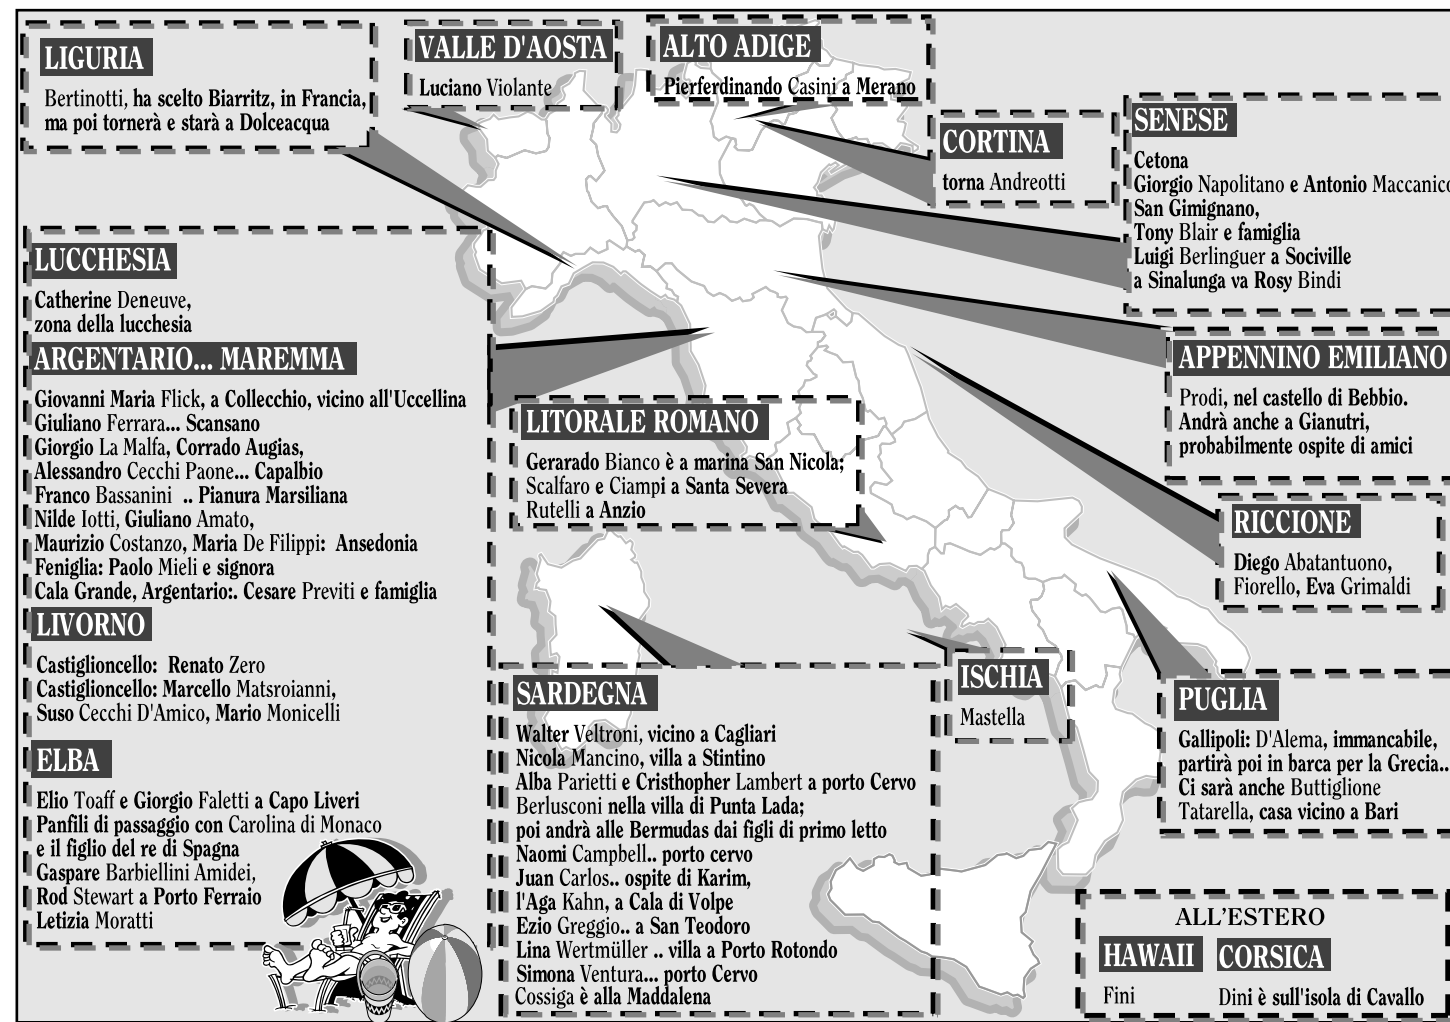 LIGURIA
Bertinotti, ha scelto Biarritz, in Francia,
ma poi tornerà e starà a Dolceacqua
VALLE D'AOSTA
Luciano Violante
ALTO ADIGE
Pierferdinando Casini a Merano
CORTINA
torna Andreotti
SENESE
Cetona
Giorgio Napolitano e Antonio Maccanico
San Gimignano,
Tony Blair e famiglia
Luigi Berlinguer a Sociville
a Sinalunga va Rosy Bindi
LUCCHESIA
Catherine Deneuve,
zona della lucchesia
ARGENTARIO... MAREMMA
Giovanni Maria Flick, a Collecchio, vicino all'Uccellina
Giuliano Ferrara... Scansano
Giorgio La Malfa, Corrado Augias,
Alessandro Cecchi Paone... Capalbio
Franco Bassanini .. Pianura Marsiliana
Nilde Iotti, Giuliano Amato,
Maurizio Costanzo, Maria De Filippi: Ansedonia
Feniglia: Paolo Mieli e signora
Cala Grande, Argentario:. Cesare Previti e famiglia
LIVORNO
Castiglioncello: Renato Zero
Castiglioncello: Marcello Matsroianni,
Suso Cecchi D'Amico, Mario Monicelli
ELBA
Elio Toaff e Giorgio Faletti a Capo Liveri
Panfili di passaggio con Carolina di Monaco
e il figlio del re di Spagna
Gaspare Barbiellini Amidei,
Rod Stewart a Porto Ferraio
Letizia Moratti
LITORALE ROMANO
Gerarado Bianco è a marina San Nicola;
Scalfaro e Ciampi a Santa Severa
Rutelli a Anzio
APPENNINO EMILIANO
Prodi, nel castello di Bebbio.
Andrà anche a Gianutri,
probabilmente ospite di amici
RICCIONE
Diego Abatantuono,
Fiorello, Eva Grimaldi
SARDEGNA
Walter Veltroni, vicino a Cagliari
Nicola Mancino, villa a Stintino
Alba Parietti e Cristhopher Lambert a porto Cervo
Berlusconi nella villa di Punta Lada;
poi andrà alle Bermudas dai figli di primo letto
Naomi Campbell.. porto cervo
Juan Carlos.. ospite di Karim,
l'Aga Kahn, a Cala di Volpe
Ezio Greggio.. a San Teodoro
Lina Wertmüller .. villa a Porto Rotondo
Simona Ventura... porto Cervo
Cossiga è alla Maddalena
ISCHIA
Mastella
PUGLIA
Gallipoli: D'Alema, immancabile,
partirà poi in barca per la Grecia..
Ci sarà anche Buttiglione
Tatarella, casa vicino a Bari
ALL'ESTERO
HAWAII
Fini
CORSICA
Dini è sull'isola di Cavallo